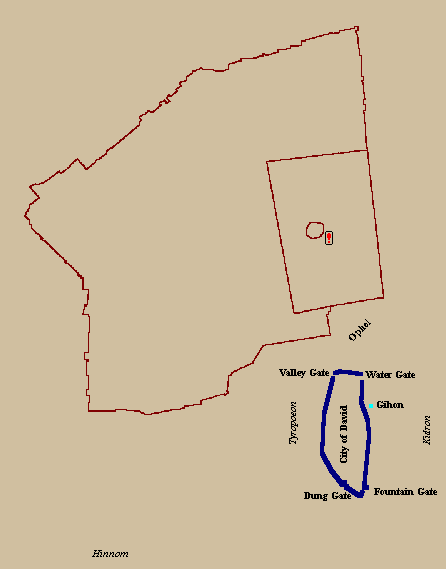 Ophel
Valley Gate
Water Gate
Gihon
Tyropoeon
City of David
Kidron
Dung Gate
Fountain Gate
Hinnom